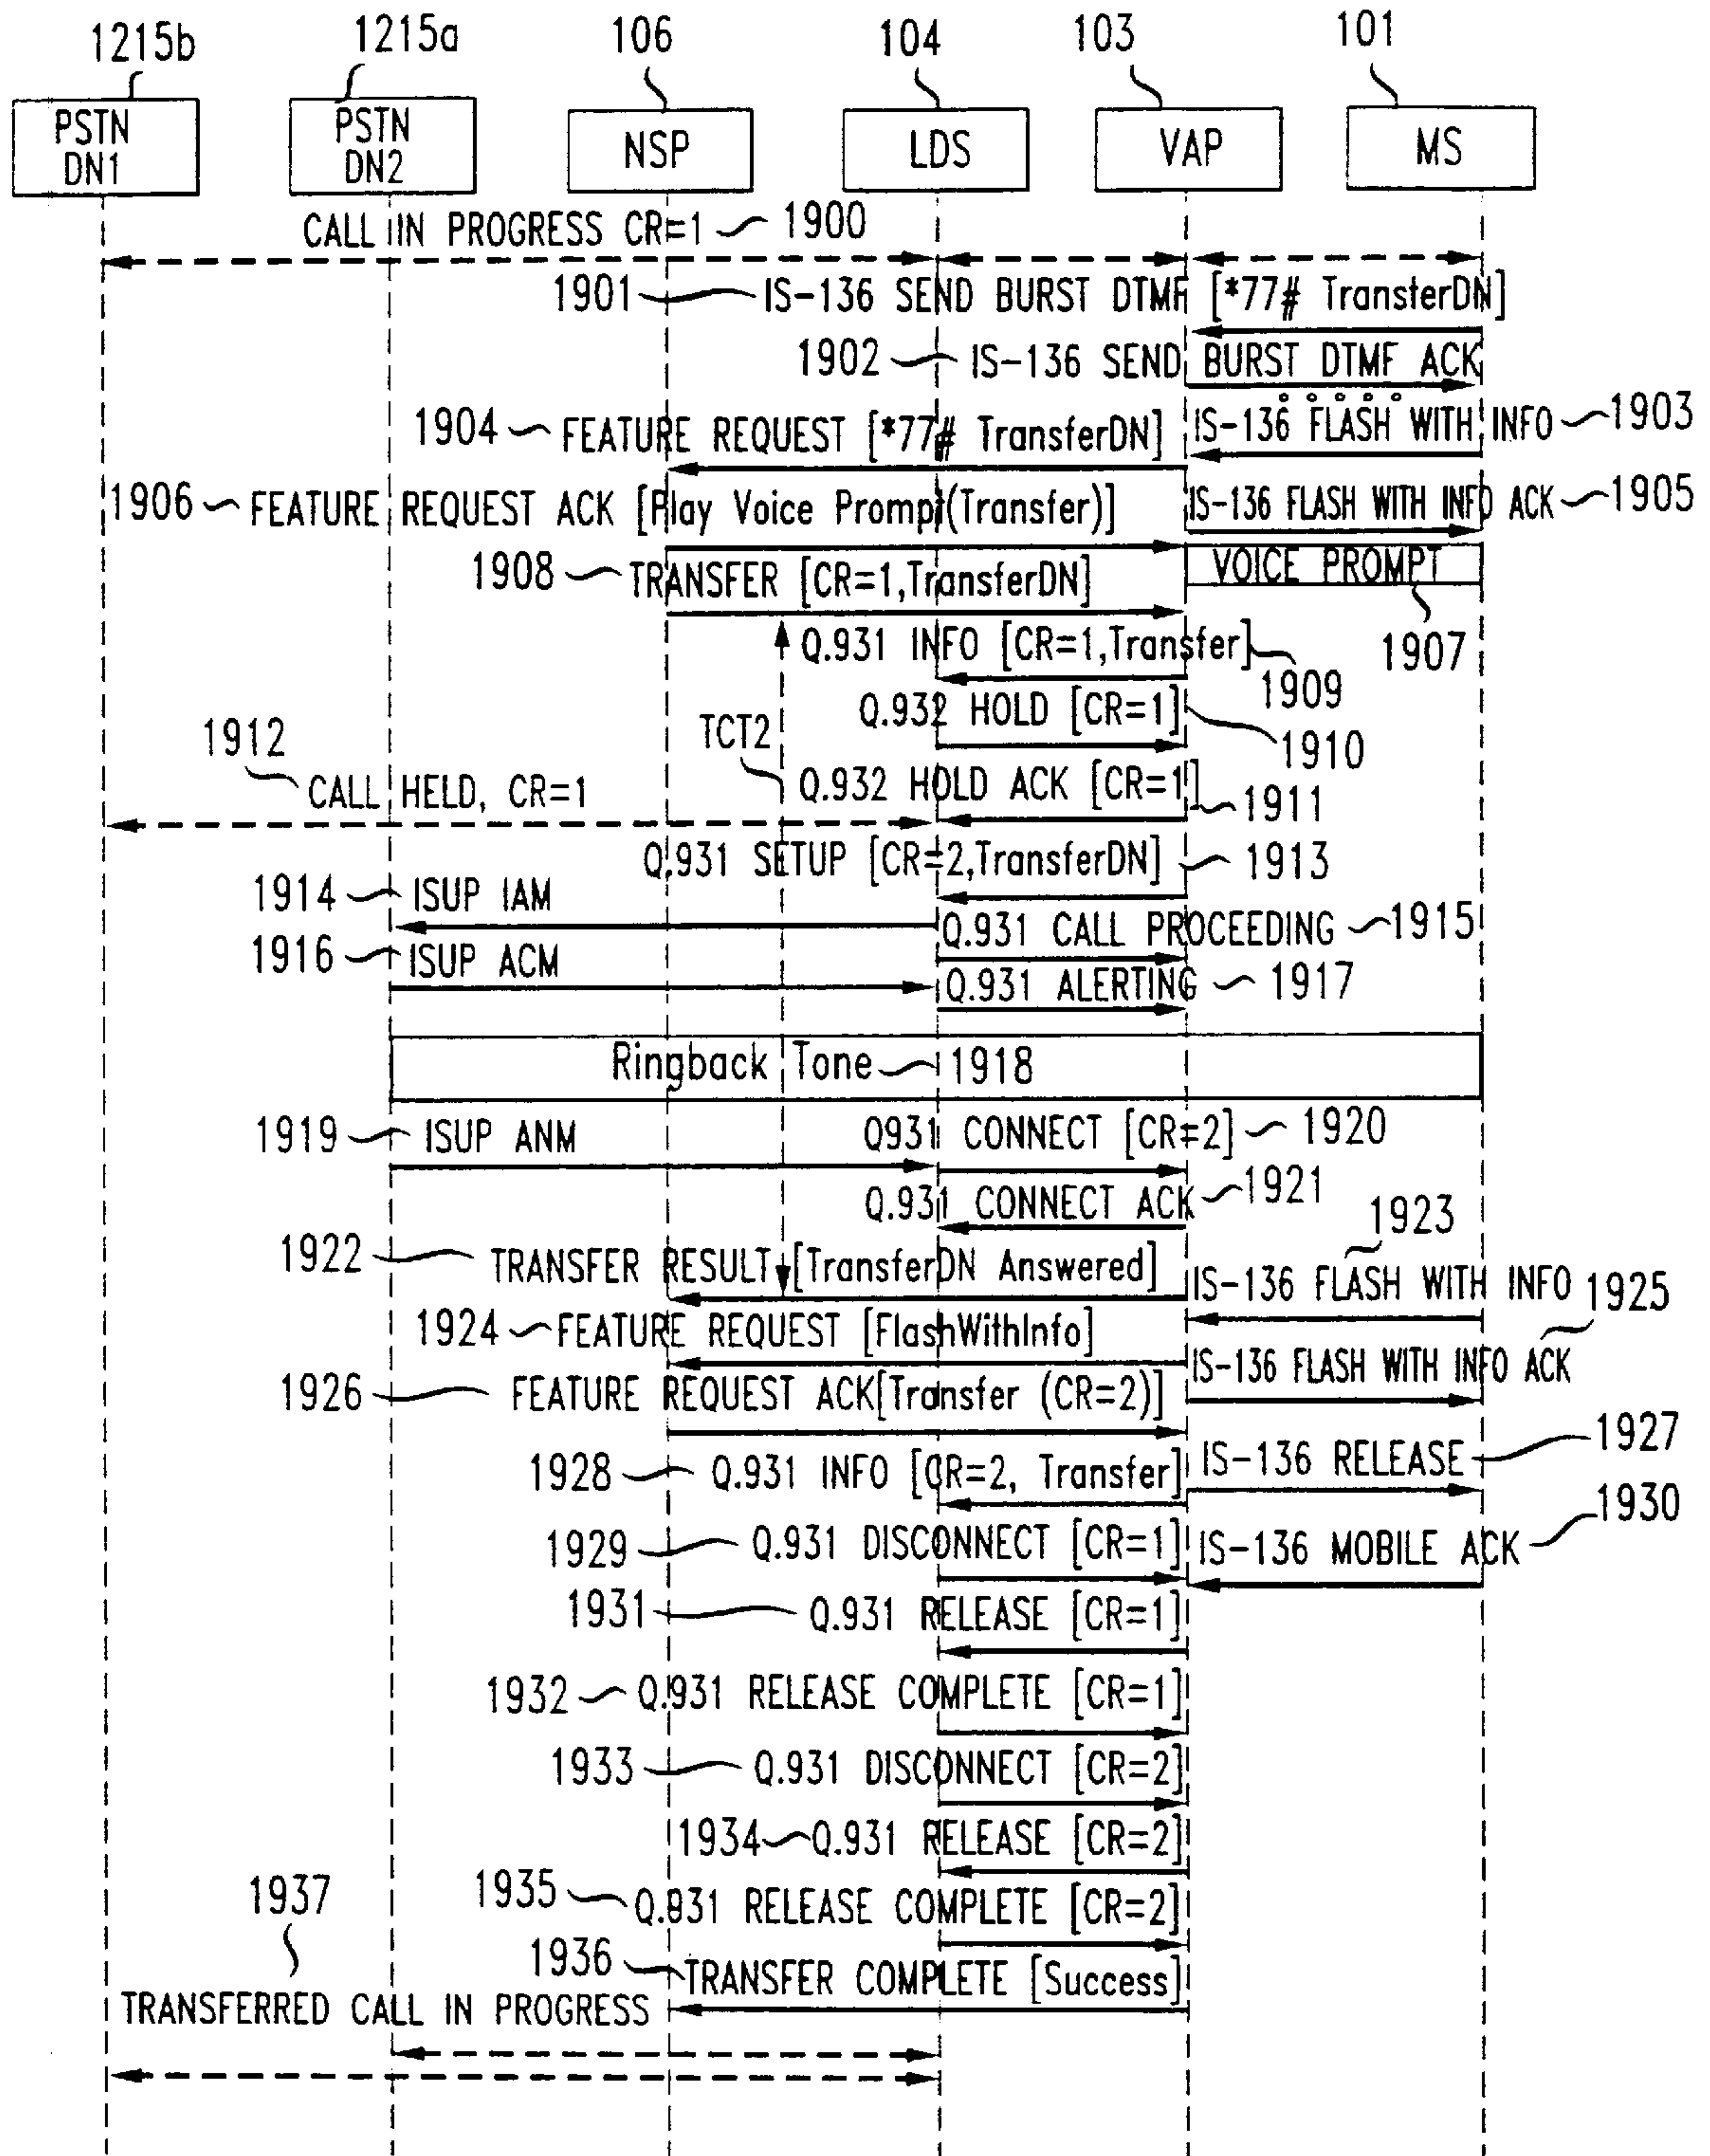 1215b 1215a 106 104 103 101
PSTN DN1
PSTN DN2
NSP
LDS
VAP
MS
CALL IN PROGRESS CR=1 1900
1901 IS-136 SEND BURST DTMF [*77# TransterDN]
1902 IS-136 SEND BURST DTMF ACK
IS-136 FLASH WITH INFO 1903
1904 FEATURE REQUEST [*77# TransferDN]
IS-136 FLASH WITH INFO ACK 1905
1906 FEATURE REQUEST ACK [Play Voice Prompt(Transfer)]
VOICE PROMPT
1907
1908 TRANSFER [CR=1,TransferDN]
Q.931 INFO [CR=1,Transfer]
1909
Q.932 HOLD [CR=1]
1910
TCT2
1912
CALL HELD, CR=1
Q.932 HOLD ACK [CR=1]
1911
Q.931 SETUP [CR=2,TransferDN] 1913
1914 ISUP IAM
Q.931 CALL PROCEEDING 1915
1916 ISUP ACM
Q.931 ALERTING 1917
Ringback Tone 1918
1919 ISUP ANM
Q931 CONNECT [CR=2] 1920
Q.931 CONNECT ACK 1921
1922 TRANSFER RESULT [TransferDN Answered]
1923
IS-136 FLASH WITH INFO
1924 FEATURE REQUEST [FlashWithInfo]
1925
IS-136 FLASH WITH INFO ACK
1926 FEATURE REQUEST ACK[Transfer (CR=2)]
IS-136 RELEASE 1927
1928 Q.931 INFO [CR=2, Transfer]
1929 Q.931 DISCONNECT [CR=1]
IS-136 MOBILE ACK 1930
1931 Q.931 RELEASE [CR=1]
1932 Q.931 RELEASE COMPLETE [CR=1]
1933 Q.931 DISCONNECT [CR=2]
1934 Q.931 RELEASE [CR=2]
1935 Q.931 RELEASE COMPLETE [CR=2]
1936 TRANSFER COMPLETE [Success]
1937
TRANSFERRED CALL IN PROGRESS